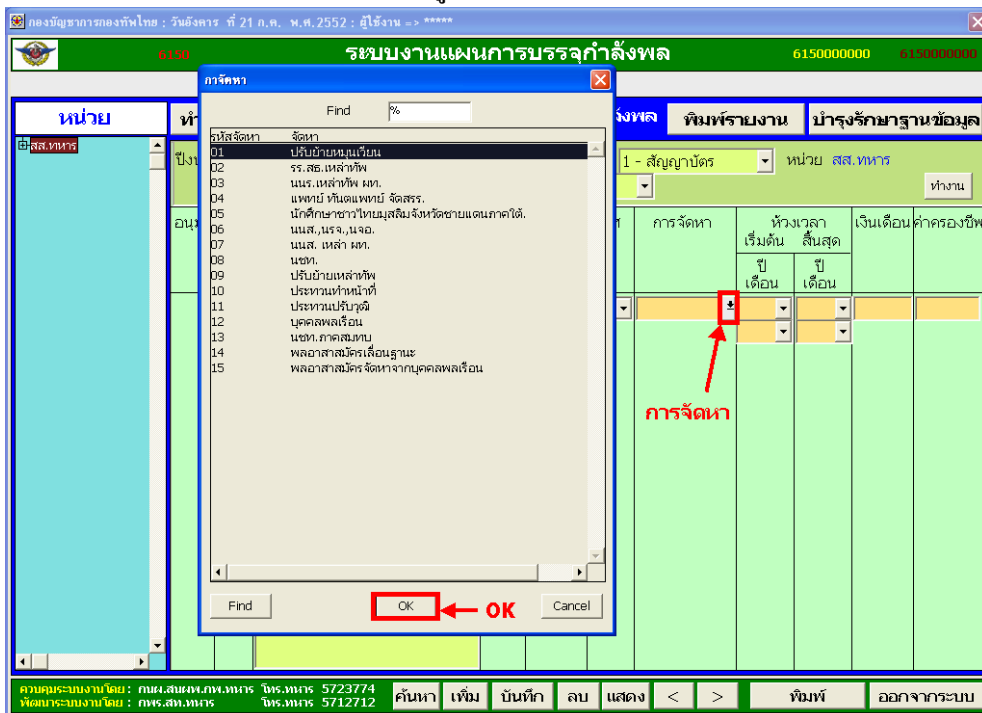 กองบัญชาการกองทัพไทย : วันอังคาร ที่ 21 ก.ค. พ.ศ.2552 : ผู้ใช้งาน => *****
6150 ระบบงานแผนการบรรจุกำลังพล 6150000000 6150000000
หน่วย ทำ งพล พิมพ์รายงาน บำรุงรักษาฐานข้อมูล
สส.ทหาร
1 - สัญญาบัตร หน่วย สส.ทหาร
ทำงาน
การจัดหา ห้วงเวลา เงินเดือน ค่าครองชีพ
เริ่มต้น สิ้นสุด
ปี ปี
เดือน เดือน
การจัดหา
การจัดหา
Find %
รหัสจัดหา จัดหา
01 ปรับย้ายหมุนเวียน
02 รร.สธ.เหล่าทัพ
03 นนร.เหล่าทัพ ผท.
04 แพทย์ ทันตแพทย์ จัดสรร.
05 นักศึกษาชาวไทยมุสลิมจังหวัดชายแดนภาคใต้.
06 นนส.,นรจ.,นจอ.
07 นนส. เหล่า ผท.
08 นชท.
09 ปรับย้ายเหล่าทัพ
10 ประทวนทำหน้าที่
11 ประทวนปรับวุฒิ
12 บุคคลพลเรือน
13 นชท.ภาคสมทบ
14 พลอาสาสมัครเลื่อนฐานะ
15 พลอาสาสมัครจัดหาจากบุคคลพลเรือน
Find OK OK Cancel
ควบคุมระบบงานโดย : กนผ.สนผพ.กพ.ทหาร โทร.ทหาร 5723774
พัฒนาระบบงานโดย : กพร.สท.ทหาร โทร.ทหาร 5712712
ค้นหา เพิ่ม บันทึก ลบ แสดง < > พิมพ์ ออกจากระบบ